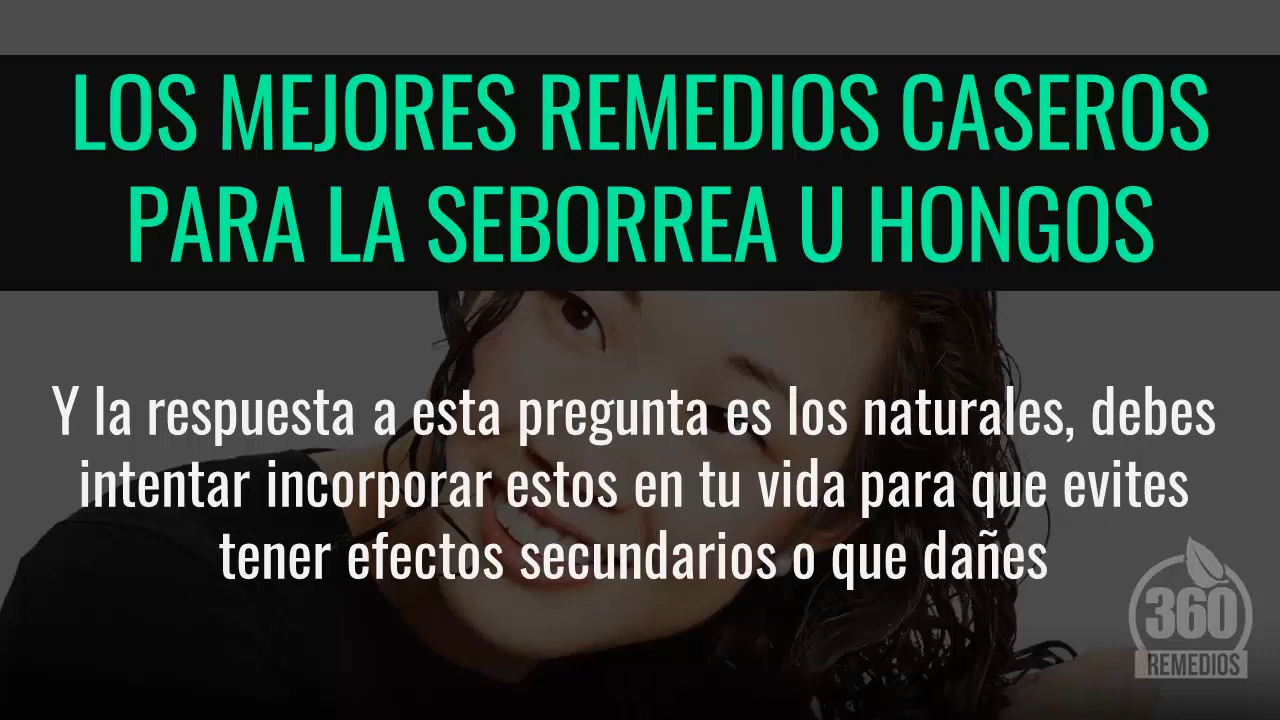 LOS MEJORES REMEDIOS CASEROS
PARA LA SEBORREA U HONGOS
Y la respuesta a esta pregunta es los naturales, debes
intentar incorporar estos en tu vida para que evites
tener efectos secundarios o que dañes
360
REMEDIOS